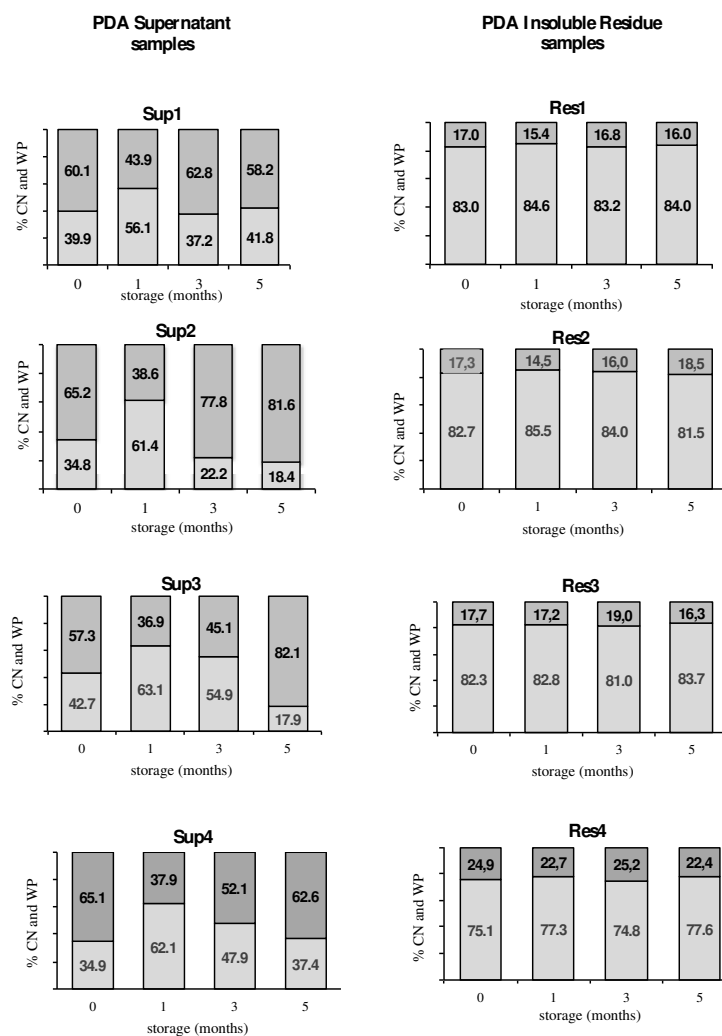 PDA Supernatant
samples
PDA Insoluble Residue
samples
Sup1
% CN and WP
60.1 43.9 62.8 58.2
39.9 56.1 37.2 41.8
0 1 3 5
storage (months)
Res1
% CN and WP
17.0 15.4 16.8 16.0
83.0 84.6 83.2 84.0
0 1 3 5
storage (months)
Sup2
% CN and WP
65.2 38.6 77.8 81.6
34.8 61.4 22.2 18.4
0 1 3 5
storage (months)
Res2
% CN and WP
17,3 14,5 16,0 18,5
82.7 85.5 84.0 81.5
0 1 3 5
storage (months)
Sup3
% CN and WP
57.3 36.9 45.1 82.1
42.7 63.1 54.9 17.9
0 1 3 5
storage (months)
Res3
% CN and WP
17,7 17,2 19,0 16,3
82.3 82.8 81.0 83.7
0 1 3 5
storage (months)
Sup4
% CN and WP
65.1 37.9 52.1 62.6
34.9 62.1 47.9 37.4
0 1 3 5
storage (months)
Res4
% CN and WP
24,9 22,7 25,2 22,4
75.1 77.3 74.8 77.6
0 1 3 5
storage (months)